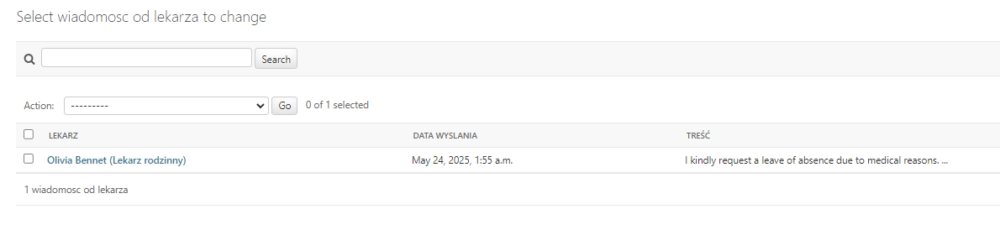 Select wiadomosc od lekarza to change
Search
Action: --------- Go 0 of 1 selected
LEKARZ DATA WYSLANIA TREŚĆ
Olivia Bennet (Lekarz rodzinny) May 24, 2025, 1:55 a.m. I kindly request a leave of absence due to medical reasons. ...
1 wiadomosc od lekarza